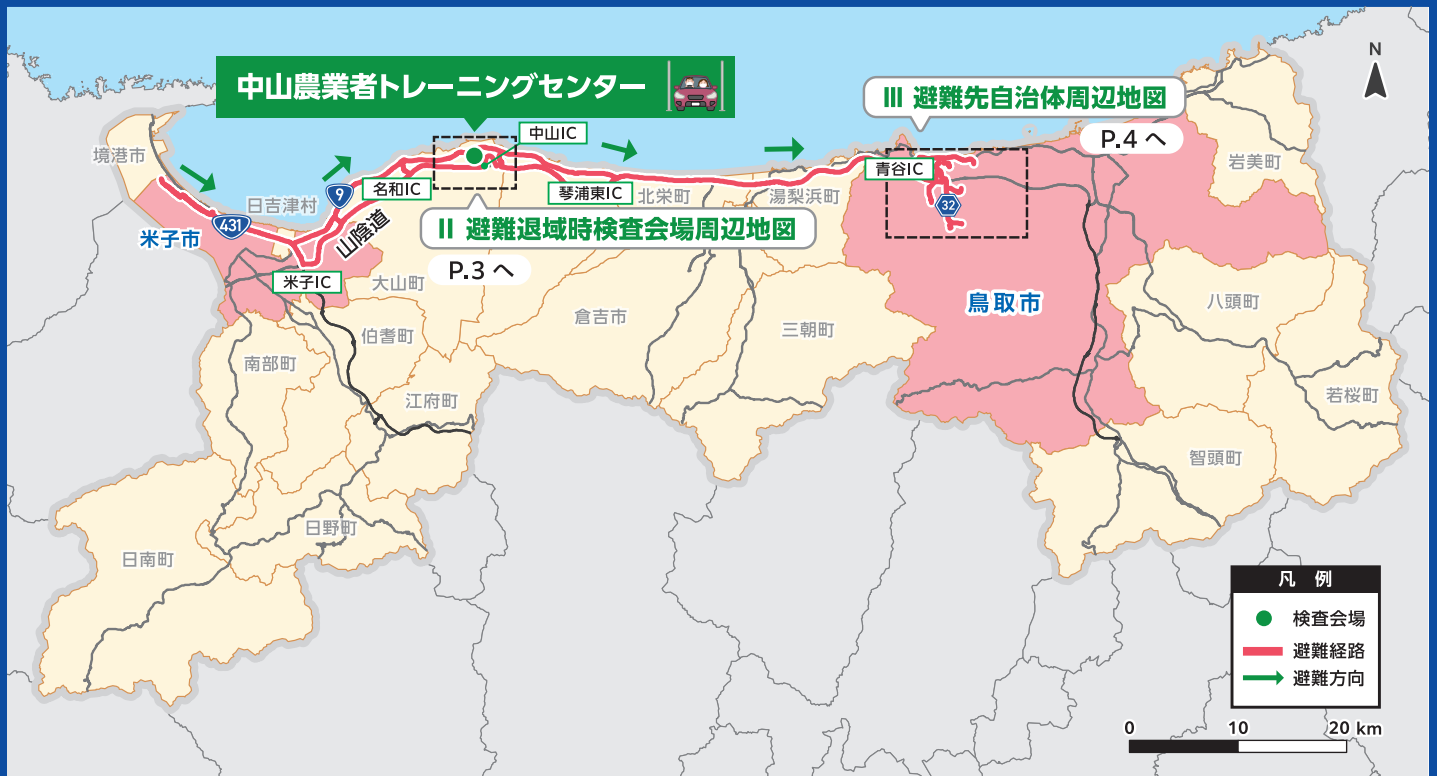 中山農業者トレーニングセンター
N
III 避難先自治体周辺地図
P.4 へ
中山IC
境港市
岩美町
青谷IC
名和IC
9
琴浦東IC
北栄町
湯梨浜町
日吉津村
32
431
米子市
山陰道
II 避難退域時検査会場周辺地図
P.3 へ
米子IC
大山町
鳥取市
八頭町
倉吉市
三朝町
伯耆町
南部町
江府町
若桜町
智頭町
日野町
日南町
凡 例
検査会場
避難経路
避難方向
0 10 20 km